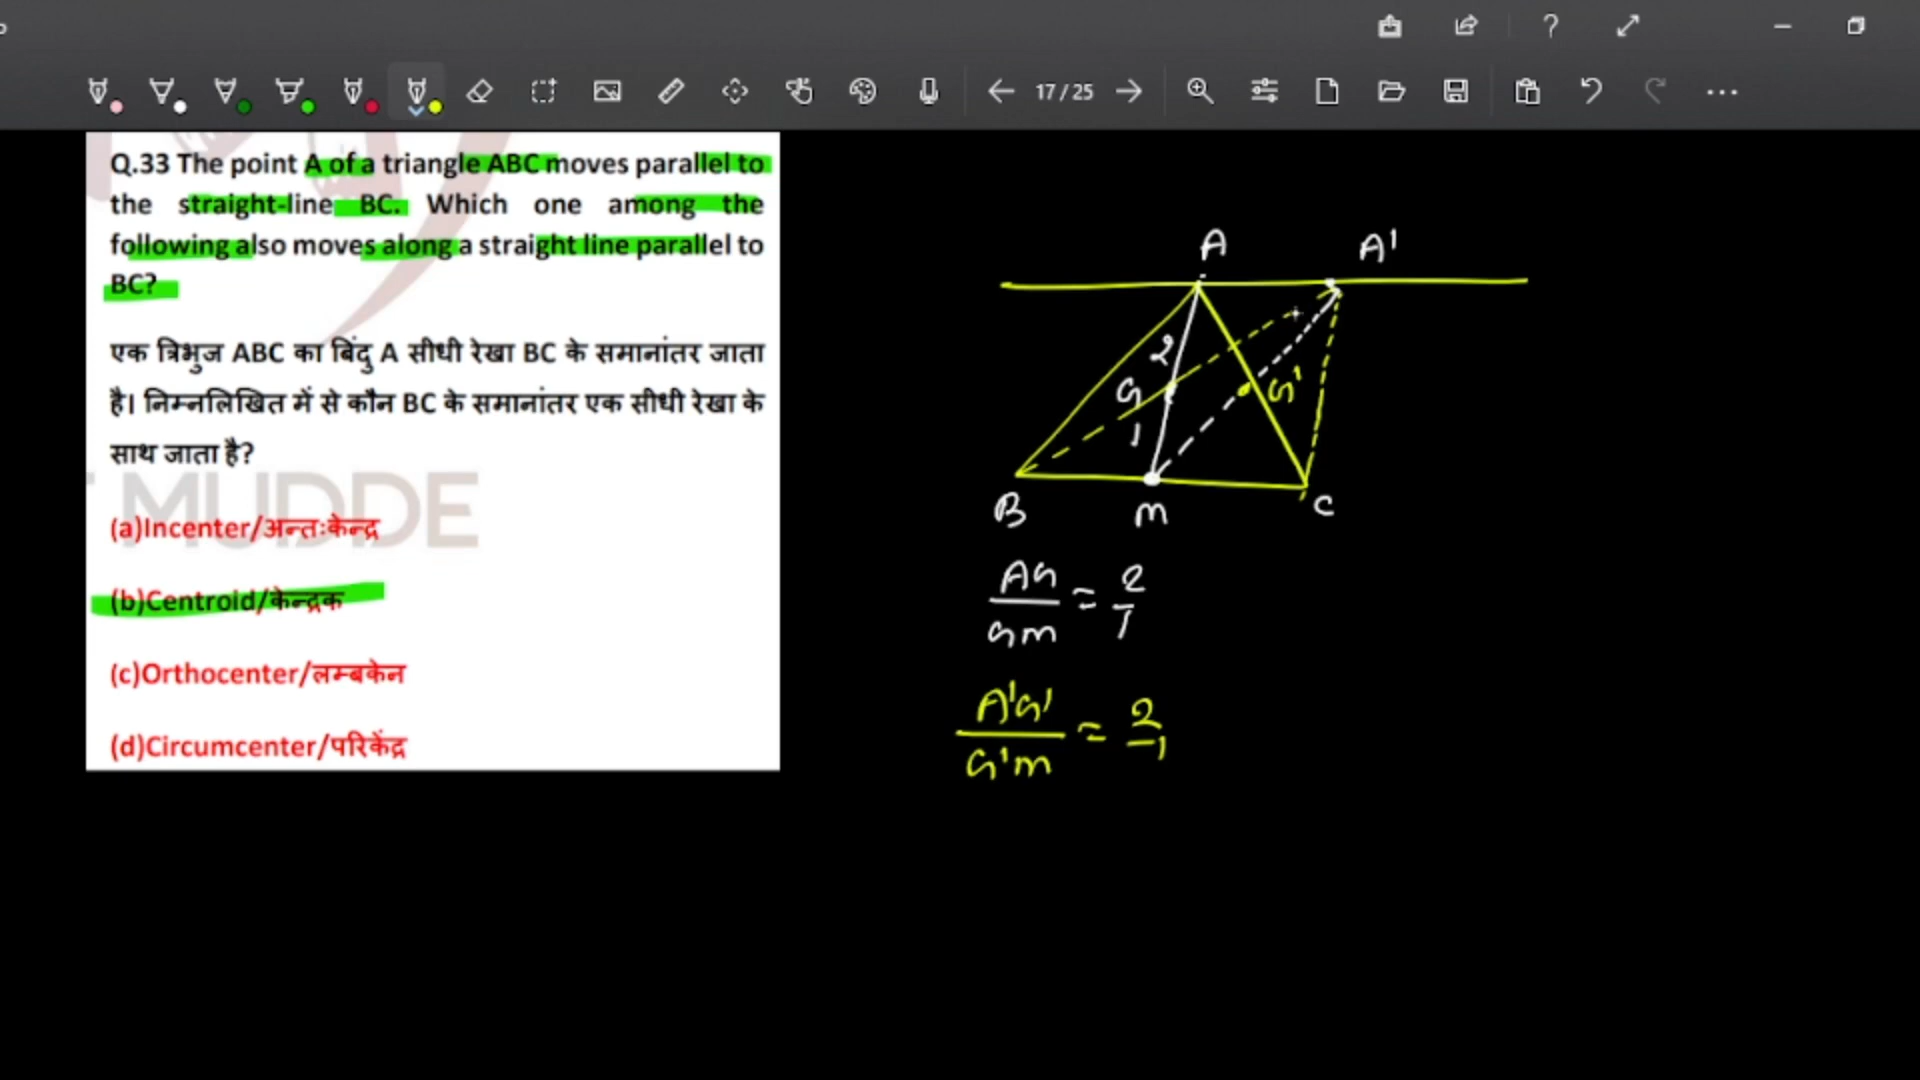 17 / 25
Q.33 The point A of a triangle ABC moves parallel to
the straight-line BC. Which one among the
following also moves along a straight line parallel to
BC?
एक त्रिभुज ABC का बिंदु A सीधी रेखा BC के समानांतर जाता
है। निम्नलिखित में से कौन BC के समानांतर एक सीधी रेखा के
साथ जाता है?
MUDDE
(a)Incenter/अन्तःकेन्द्र
(b)Centroid/केन्द्रक
(c)Orthocenter/लम्बकेन
(d)Circumcenter/परिकेंद्र
A A'
2
G G'
1
B M C
AG/GM = 2/1
A'G'/G'M = 2/1